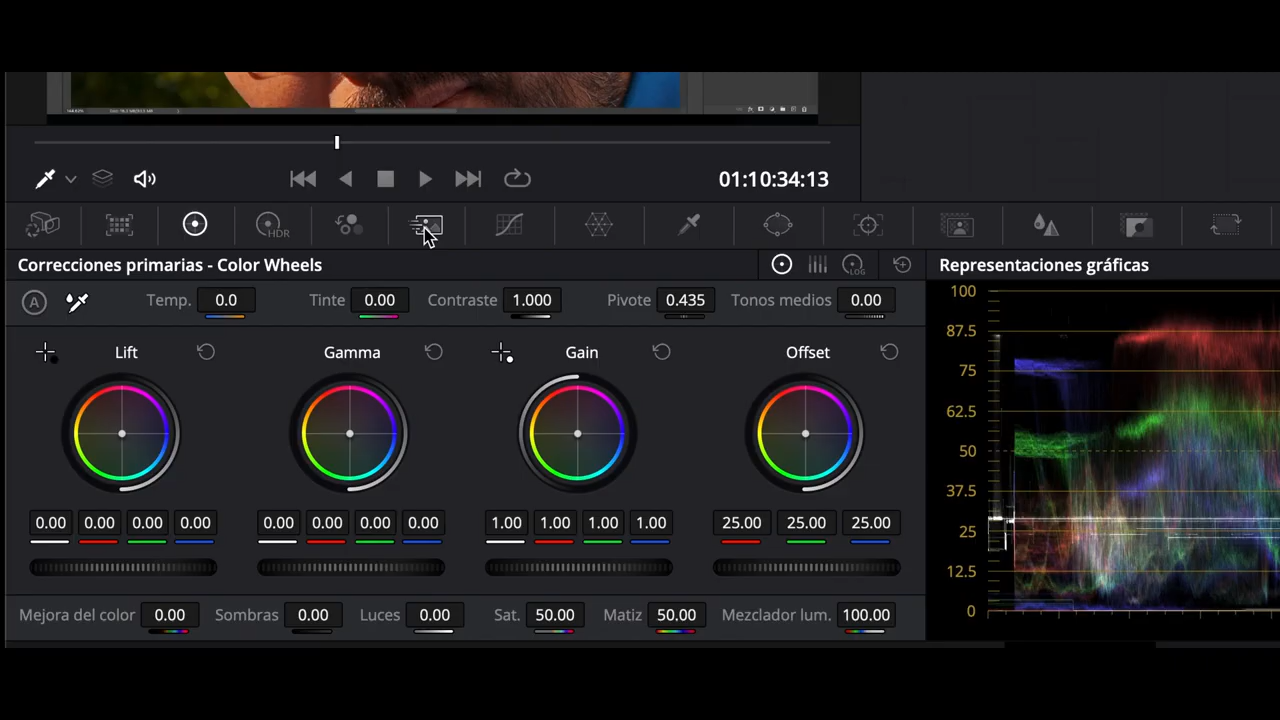 01:10:34:13
HDR
Correcciones primarias - Color Wheels
LOG
Representaciones gráficas
A
Temp. 0.0
Tinte 0.00
Contraste 1.000
Pivote 0.435
Tonos medios 0.00
Lift
Gamma
Gain
Offset
0.00 0.00 0.00 0.00
0.00 0.00 0.00 0.00
1.00 1.00 1.00 1.00
25.00 25.00 25.00
Mejora del color 0.00
Sombras 0.00
Luces 0.00
Sat. 50.00
Matiz 50.00
Mezclador lum. 100.00
100
87.5
75
62.5
50
37.5
25
12.5
0